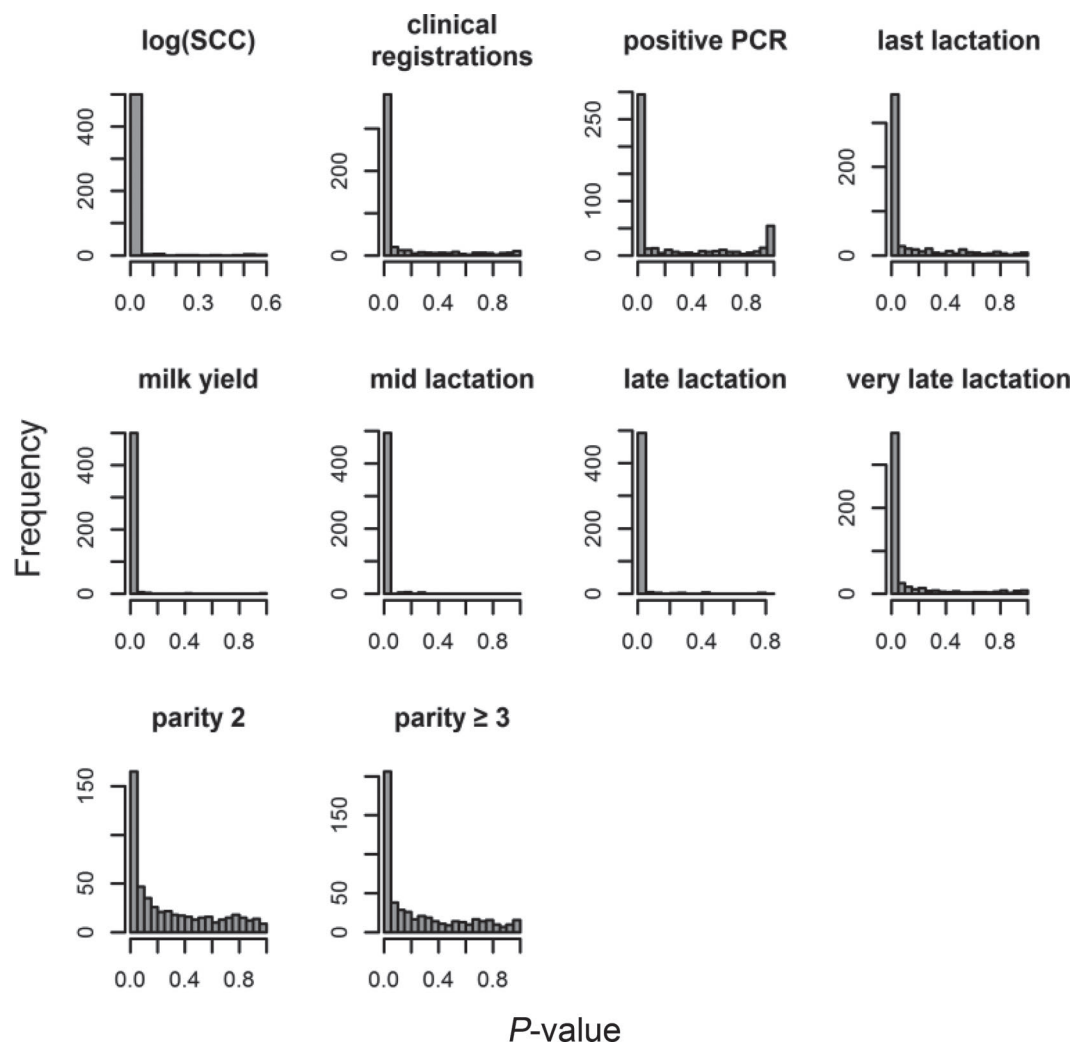 log(SCC)
clinical
registrations
positive PCR
last lactation
0 200 400
0.0 0.3 0.6
0 200
0.0 0.4 0.8
0 100 250
0.0 0.4 0.8
0 200
0.0 0.4 0.8
milk yield
mid lactation
late lactation
very late lactation
0 200 400
0.0 0.4 0.8
0 200 400
0.0 0.4 0.8
0 200 400
0.0 0.4 0.8
0 200
0.0 0.4 0.8
Frequency
parity 2
parity ≥ 3
0 50 150
0.0 0.4 0.8
0 50 150
0.0 0.4 0.8
P-value